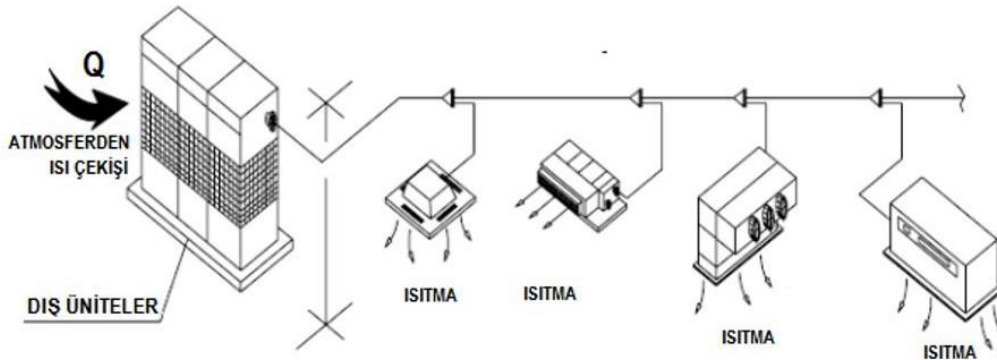 Q
ATMOSFERDEN
ISI ÇEKİŞİ
DIŞ ÜNİTELER
ISITMA
ISITMA
ISITMA
ISITMA